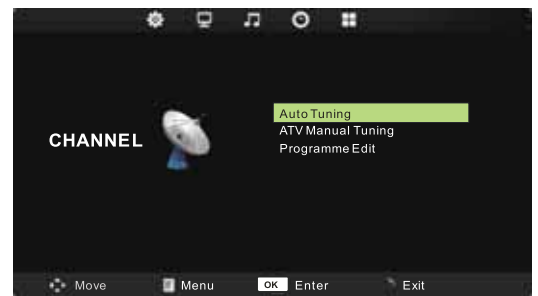 CHANNEL
Auto Tuning
ATV Manual Tuning
Programme Edit
Move Menu OK Enter Exit